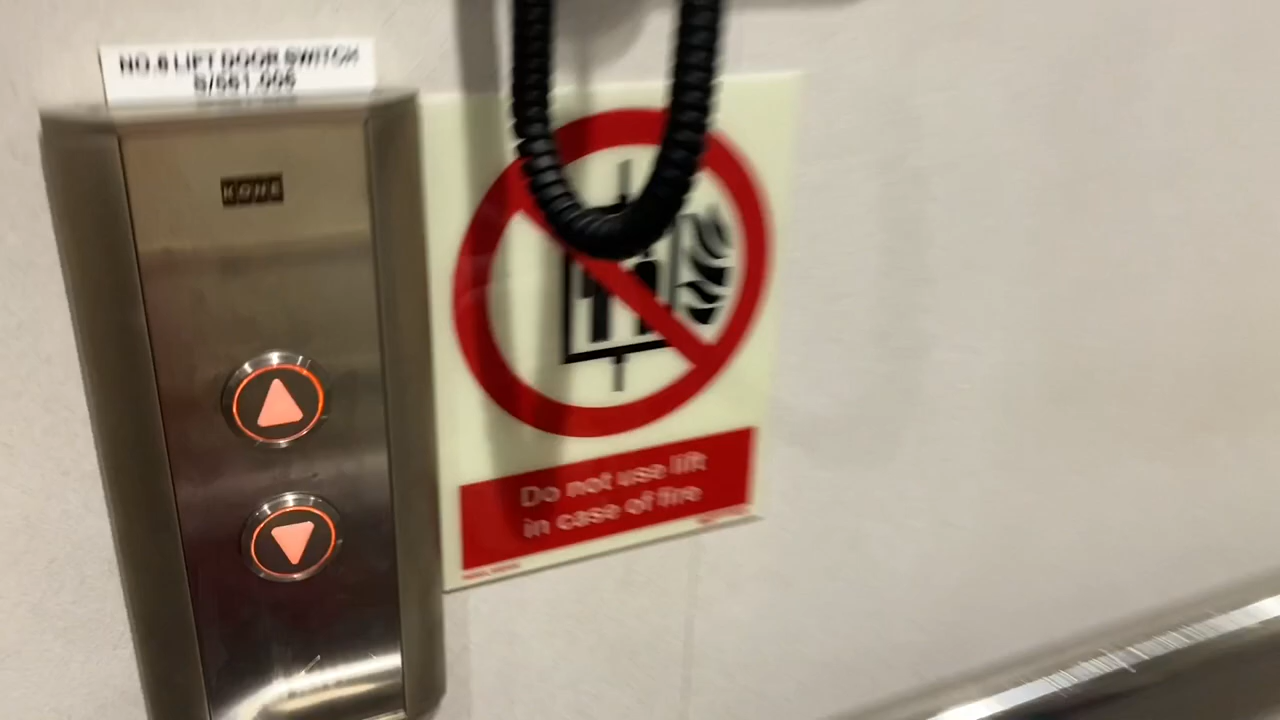 NO.6 LIFT DOOR SWITCH
KONE
Do not use lift
in case of fire